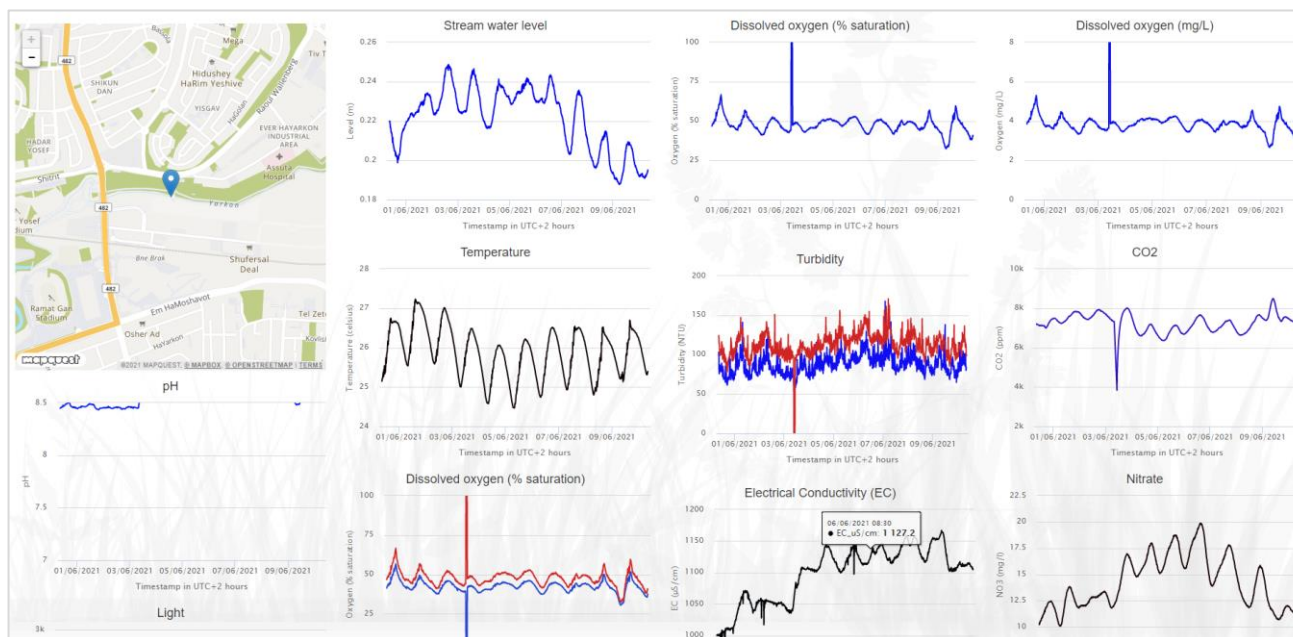 Stream water level
0.26
0.24
0.22
0.2
0.18
Level (m)
01/06/2021 03/06/2021 05/06/2021 07/06/2021 09/06/2021
Timestamp in UTC+2 hours
Dissolved oxygen (% saturation)
100
75
50
25
0
Oxygen (% saturation)
01/06/2021 03/06/2021 05/06/2021 07/06/2021 09/06/2021
Timestamp in UTC+2 hours
Dissolved oxygen (mg/L)
8
6
4
2
0
Oxygen (mg/L)
01/06/2021 03/06/2021 05/06/2021 07/06/2021 09/06/2021
Timestamp in UTC+2 hours
+
−
482
Mega
Tiv T
SHIKUN
DAN
Hidushey
HaRim Yeshive
YISGAV
HaGolan
Raoul Wallenberg
HADAR
YOSEF
EVER HAYARKON
INDUSTRIAL
AREA
Assuta
Hospital
Shitrit
Yarkon
482
Yosef
dium
Bne Brak
Shufersal
Deal
482
Ramat Gan
Stadium
Em HaMoshavot
Osher Ad
HaYarkon
Tel Zet
mapquest
©2021 MAPQUEST, © MAPBOX, © OPENSTREETMAP | TERMS
Temperature
28
27
26
25
24
Temperature (celsius)
01/06/2021 03/06/2021 05/06/2021 07/06/2021 09/06/2021
Timestamp in UTC+2 hours
Turbidity
200
150
100
50
0
Turbidity (NTU)
01/06/2021 03/06/2021 05/06/2021 07/06/2021 09/06/2021
Timestamp in UTC+2 hours
CO2
10k
8k
6k
4k
2k
CO2 (ppm)
01/06/2021 03/06/2021 05/06/2021 07/06/2021 09/06/2021
Timestamp in UTC+2 hours
pH
8.5
8
7.5
7
pH
01/06/2021 03/06/2021 05/06/2021 07/06/2021 09/06/2021
Timestamp in UTC+2 hours
Light
3k
Dissolved oxygen (% saturation)
100
75
50
25
Oxygen (% saturation)
Electrical Conductivity (EC)
1200
1150
1100
1050
1000
EC (µS/cm)
06/06/2021 08:30
● EC_uS/cm: 1 127.2
Nitrate
22.5
20
17.5
15
12.5
10
NO3 (mg/l)